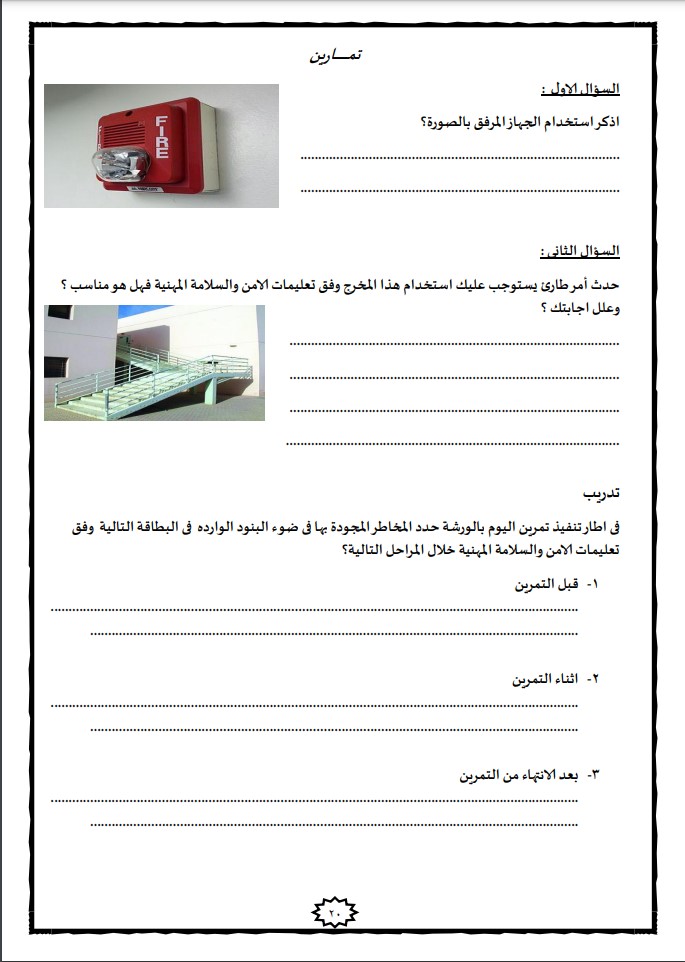 تمـــارين
السؤال الاول :
اذكر استخدام الجهاز المرفق بالصورة؟
FIRE
................................................................................
................................................................................
السؤال الثانى :
حدث أمر طارئ يستوجب عليك استخدام هذا المخرج وفق تعليمات الامن والسلامة المهنية فهل هو مناسب ؟
وعلل اجابتك ؟
................................................................................
................................................................................
................................................................................
................................................................................
تدريب
فى اطار تنفيذ تمرين اليوم بالورشة حدد المخاطر المجودة بها فى ضوء البنود الوارده فى البطاقة التالية وفق
تعليمات الامن والسلامة المهنية خلال المراحل التالية؟
١- قبل التمرين
................................................................................
................................................................................
٢- اثناء التمرين
................................................................................
................................................................................
٣- بعد الانتهاء من التمرين
................................................................................
................................................................................
٢٠